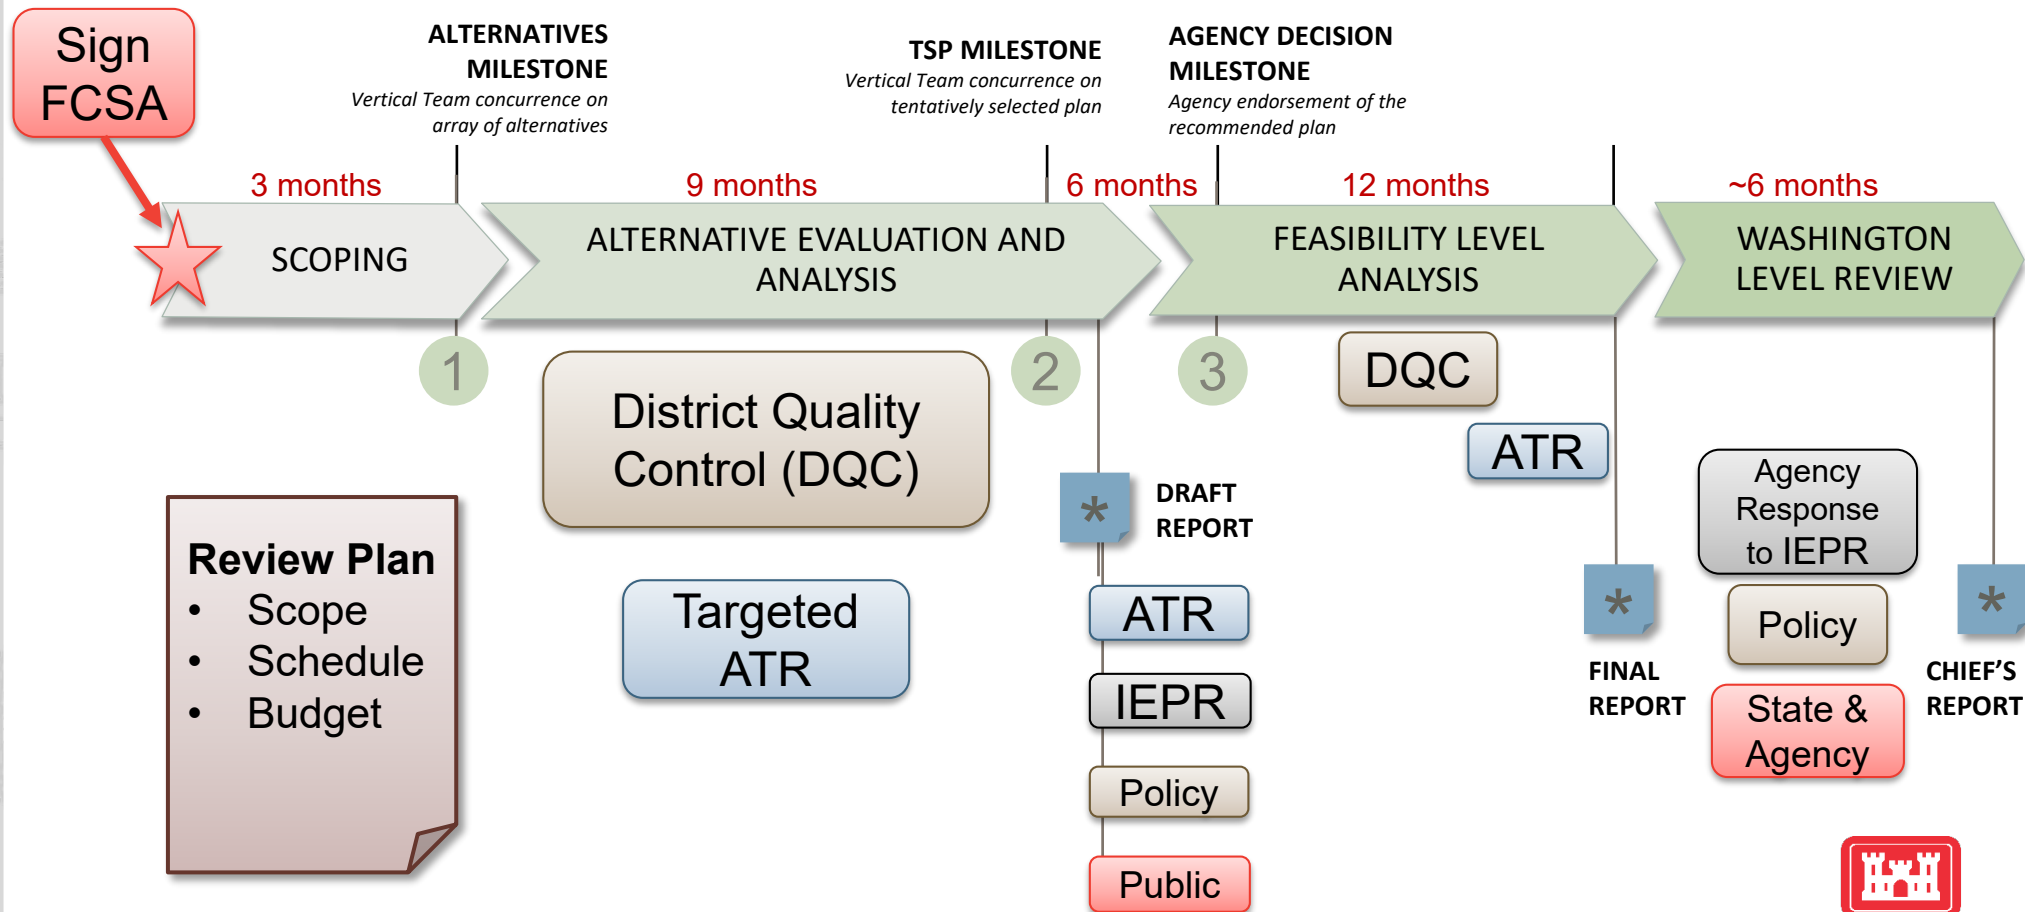 Sign
FCSA
ALTERNATIVES
MILESTONE
Vertical Team concurrence on
array of alternatives
TSP MILESTONE
Vertical Team concurrence on
tentatively selected plan
AGENCY DECISION
MILESTONE
Agency endorsement of the
recommended plan
3 months
9 months
6 months
12 months
~6 months
SCOPING
ALTERNATIVE EVALUATION AND
ANALYSIS
FEASIBILITY LEVEL
ANALYSIS
WASHINGTON
LEVEL REVIEW
1
2
3
District Quality
Control (DQC)
Targeted
ATR
Review Plan
• Scope
• Schedule
• Budget
*
DRAFT
REPORT
ATR
IEPR
Policy
Public
DQC
ATR
*
FINAL
REPORT
Agency
Response
to IEPR
Policy
State &
Agency
*
CHIEF'S
REPORT